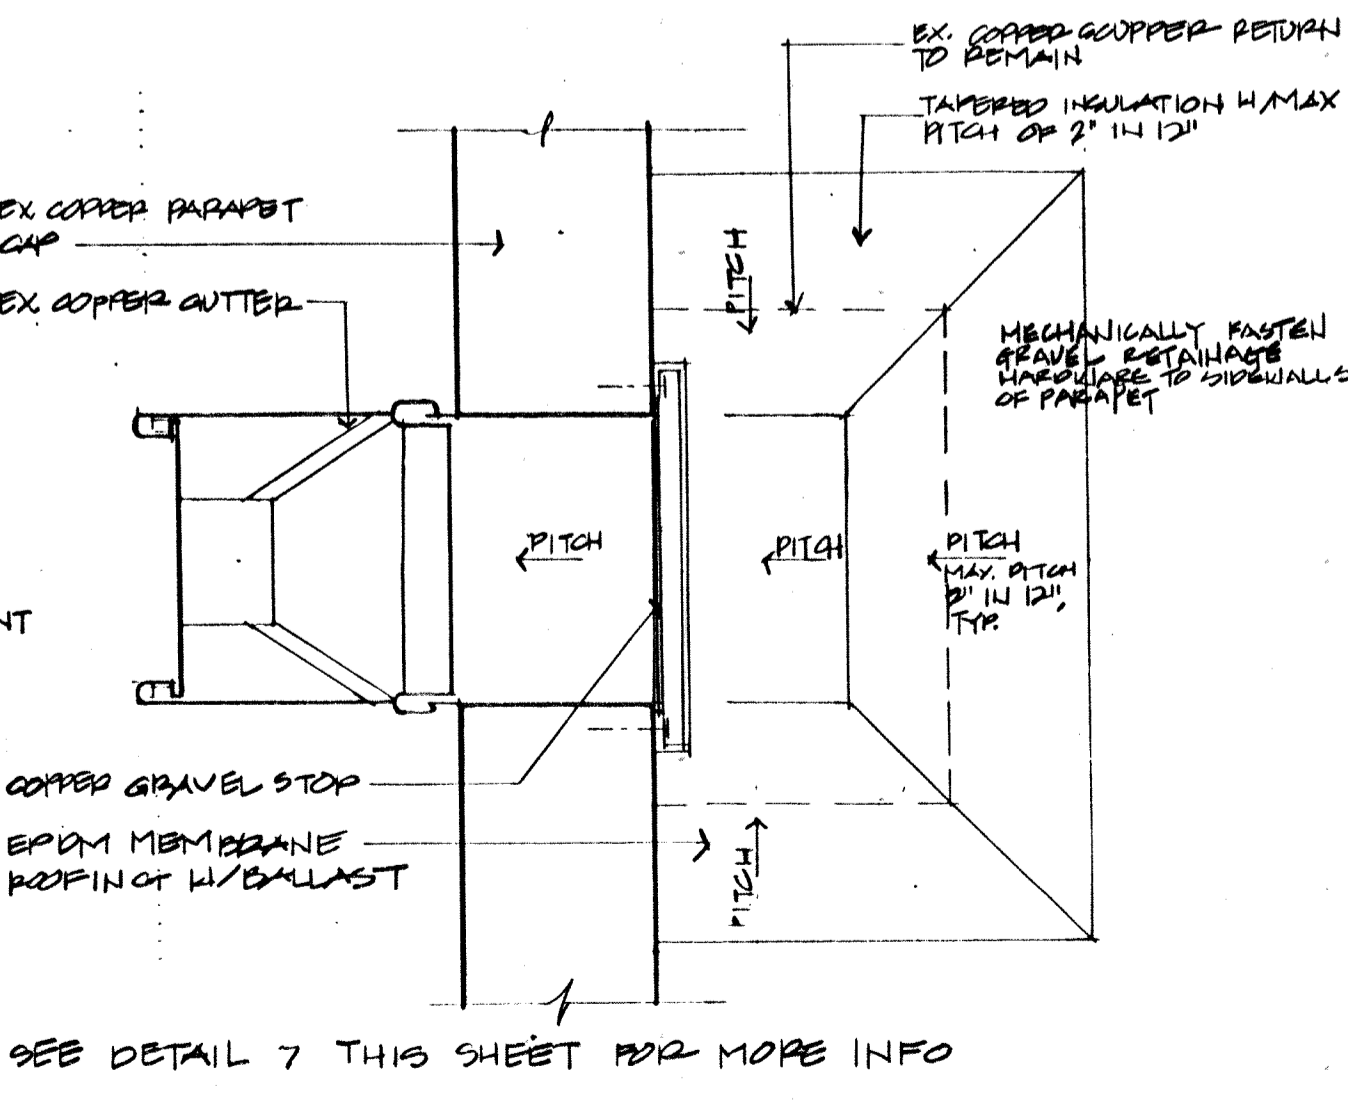 EX. COPPER SCUPPER RETURN
TO REMAIN
TAPERED INSULATION W/MAX
PITCH OF 2" IN 12"
EX. COPPER PARAPET
CAP
EX. COPPER GUTTER
PITCH
MECHANICALLY FASTEN
GRAVEL RETAINAGE
HARDWARE TO SIDEWALLS
OF PARAPET
PITCH
PITCH
PITCH
MAX. PITCH
2" IN 12",
TYP.
NT
COPPER GRAVEL STOP
EPDM MEMBRANE
ROOFING W/BALLAST
PITCH
SEE DETAIL 7 THIS SHEET FOR MORE INFO